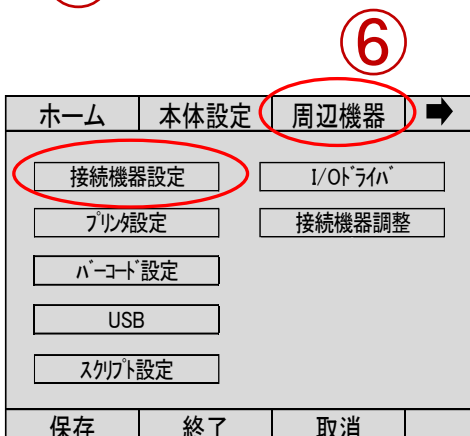 ⑥
ホーム 本体設定 周辺機器 ➡
接続機器設定 I/Oドライバ
プリンタ設定 接続機器調整
バーコード設定
USB
スクリプト設定
保存 終了 取消